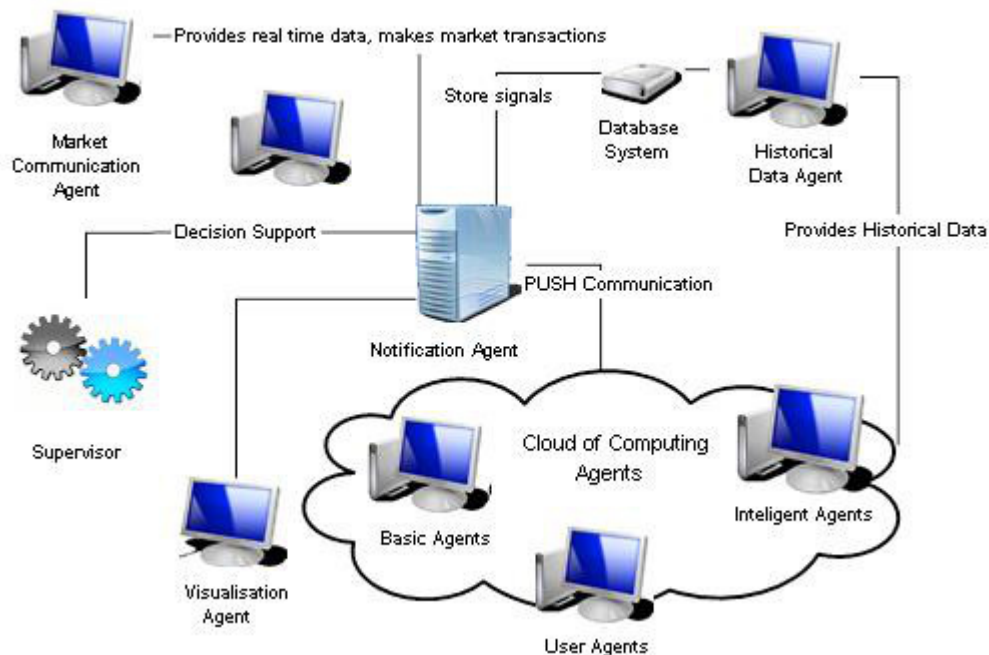 Provides real time data, makes market transactions
Market
Communication
Agent
Store signals
Database
System
Historical
Data Agent
Decision Support
Provides Historical Data
PUSH Communication
Notification Agent
Supervisor
Cloud of Computing
Agents
Basic Agents
Inteligent Agents
Visualisation
Agent
User Agents